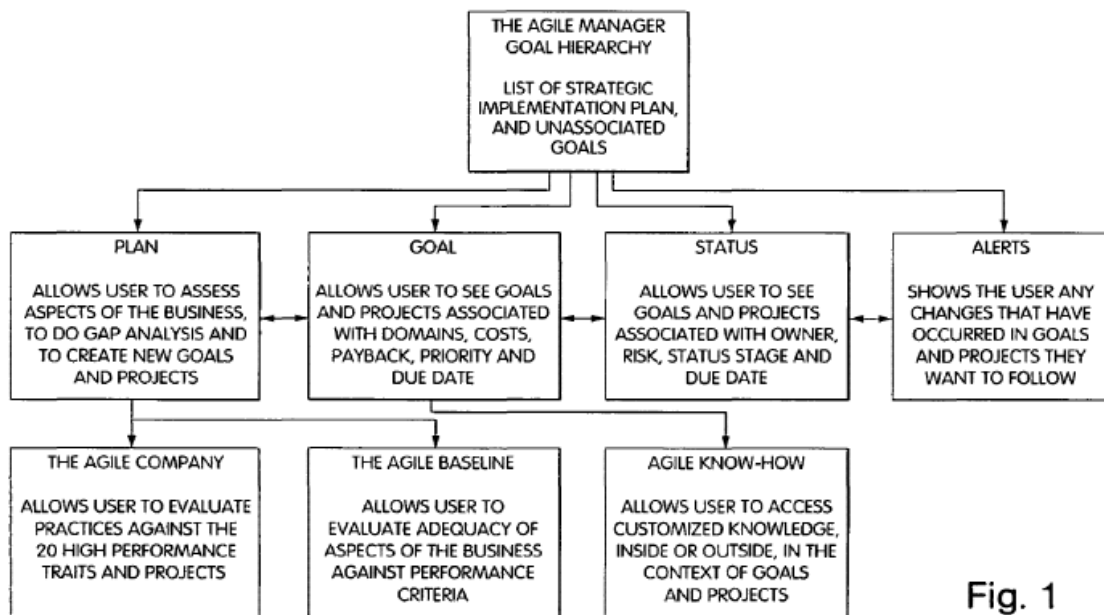 THE AGILE MANAGER
GOAL HIERARCHY
LIST OF STRATEGIC
IMPLEMENTATION PLAN,
AND UNASSOCIATED
GOALS
PLAN
ALLOWS USER TO ASSESS
ASPECTS OF THE BUSINESS,
TO DO GAP ANALYSIS AND
TO CREATE NEW GOALS
AND PROJECTS
GOAL
ALLOWS USER TO SEE GOALS
AND PROJECTS ASSOCIATED
WITH DOMAINS, COSTS,
PAYBACK, PRIORITY AND
DUE DATE
STATUS
ALLOWS USER TO SEE
GOALS AND PROJECTS
ASSOCIATED WITH OWNER,
RISK, STATUS STAGE AND
DUE DATE
ALERTS
SHOWS THE USER ANY
CHANGES THAT HAVE
OCCURRED IN GOALS
AND PROJECTS THEY
WANT TO FOLLOW
THE AGILE COMPANY
ALLOWS USER TO EVALUATE
PRACTICES AGAINST THE
20 HIGH PERFORMANCE
TRAITS AND PROJECTS
THE AGILE BASELINE
ALLOWS USER TO
EVALUATE ADEQUACY OF
ASPECTS OF THE BUSINESS
AGAINST PERFORMANCE
CRITERIA
AGILE KNOW-HOW
ALLOWS USER TO ACCESS
CUSTOMIZED KNOWLEDGE,
INSIDE OR OUTSIDE, IN THE
CONTEXT OF GOALS
AND PROJECTS
Fig. 1